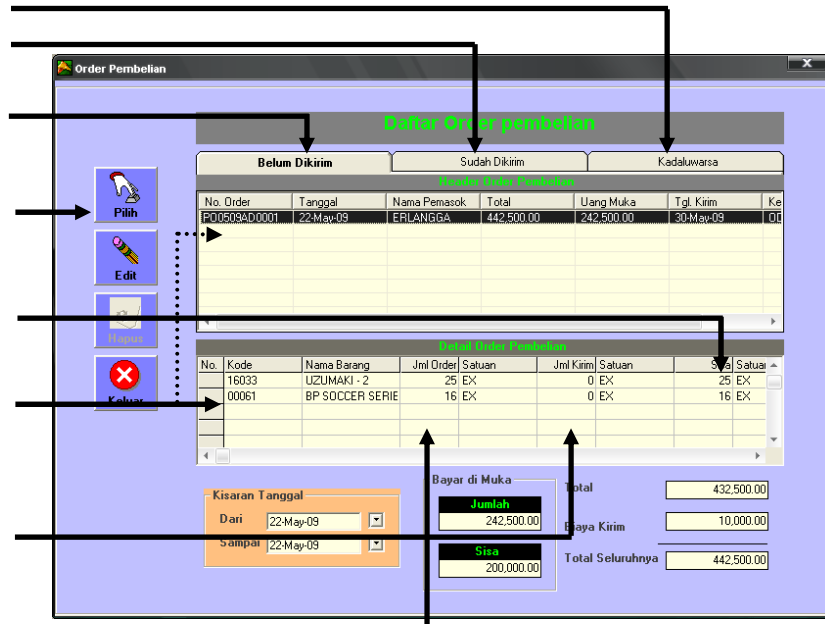 Order Pembelian
x
Daftar Order pembelian
Belum Dikirim
Sudah Dikirim
Kadaluwarsa
Header Order Pembelian
No. Order Tanggal Nama Pemasok Total Uang Muka Tgl. Kirim Ke
PO0509AD0001 22-May-09 ERLANGGA 442,500.00 242,500.00 30-May-09
Pilih
Edit
Hapus
Keluar
Detail Order Pembelian
No. Kode Nama Barang Jml Order Satuan Jml Kirim Satuan Sisa Satuan
16033 UZUMAKI - 2 25 EX 0 EX 25 EX
00061 BP SOCCER SERIE 16 EX 0 EX 16 EX
Kisaran Tanggal
Dari 22-May-09
Sampai 22-May-09
Bayar di Muka
Jumlah
242,500.00
Sisa
200,000.00
Total 432,500.00
Biaya Kirim 10,000.00
Total Seluruhnya 442,500.00